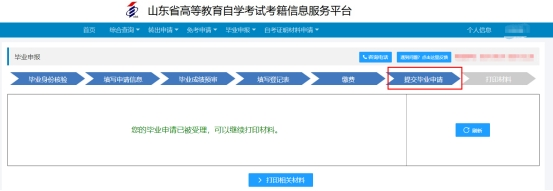 山东省高等教育自学考试考籍信息服务平台
首页 综合查询 转出申请 免考申请 毕业申报 自考证明材料申请 个人信息
毕业申报 咨询电话
毕业身份核验 填写申请信息 毕业成绩预审 填写登记表 缴费 提交毕业申请 打印材料
您的毕业申请已被受理，可以继续打印材料。 刷新
> 打印相关材料